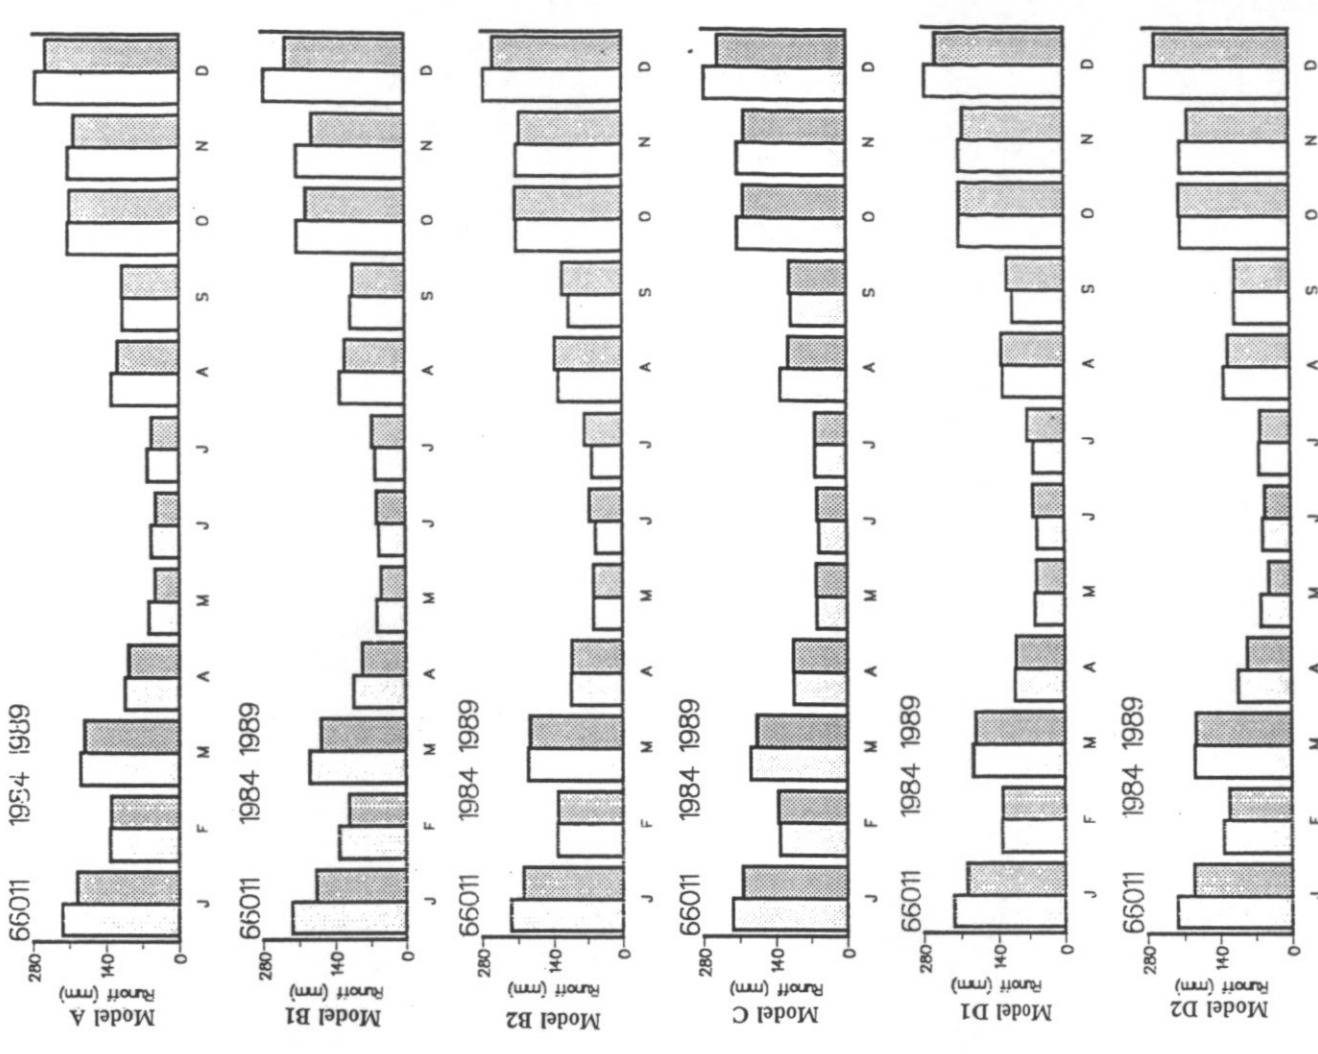 66011 1984 1989
Model A
Runoff (mm)
280
140
0
J F M A M J J A S O N D
66011 1984 1989
Model B1
Runoff (mm)
280
140
0
J F M A M J J A S O N D
66011 1984 1989
Model B2
Runoff (mm)
280
140
0
J F M A M J J A S O N D
66011 1984 1989
Model C
Runoff (mm)
280
140
0
J F M A M J J A S O N D
66011 1984 1989
Model D1
Runoff (mm)
280
140
0
J F M A M J J A S O N D
66011 1984 1989
Model D2
Runoff (mm)
280
140
0
J F M A M J J A S O N D